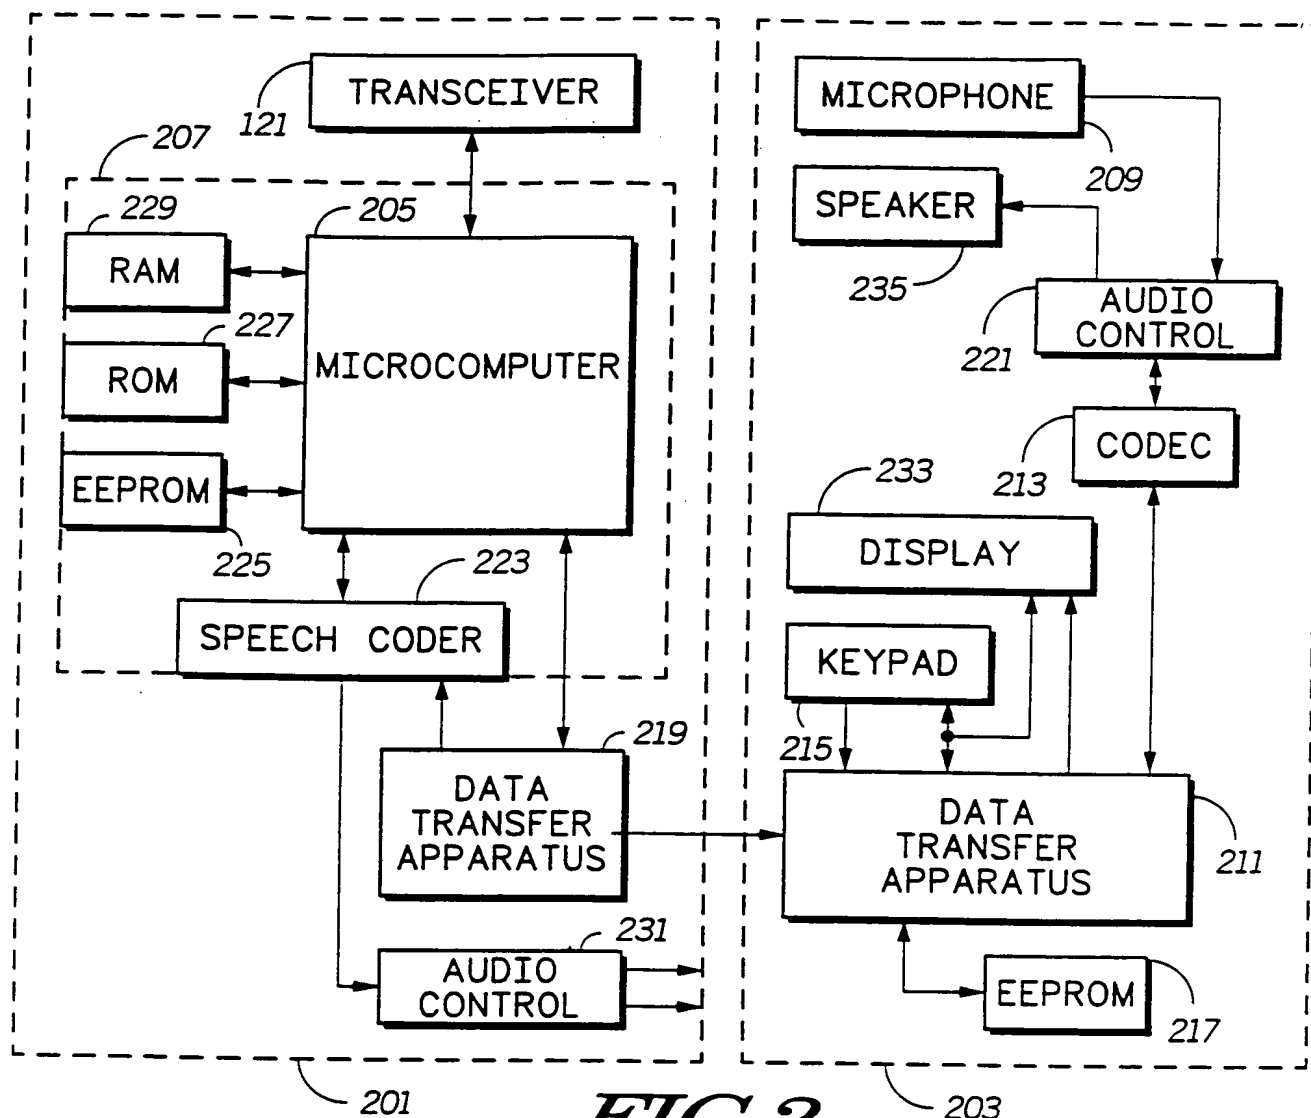 TRANSCEIVER
121
207
229
205
RAM
227
ROM
MICROCOMPUTER
EEPROM
225
223
SPEECH CODER
219
DATA
TRANSFER
APPARATUS
231
AUDIO
CONTROL
201
MICROPHONE
209
SPEAKER
235
AUDIO
CONTROL
221
CODEC
213
233
DISPLAY
KEYPAD
215
DATA
TRANSFER
APPARATUS
211
EEPROM
217
203
FIG.2